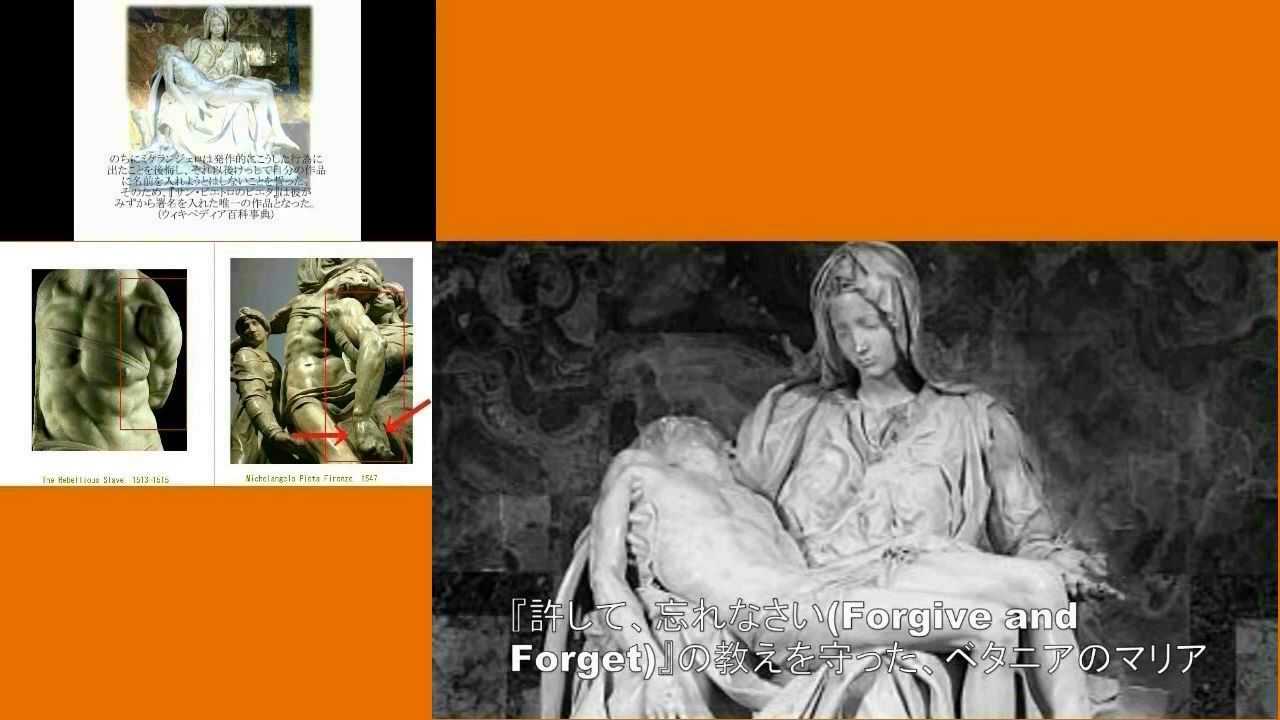 のちにミケランジェロは発作的にこうした行為に
出たことを後悔し、それ以後けっして自分の作品
に名前を入れようとはしないことを誓った。
そのため、『サン・ピエトロのピエタ』は彼が
みずから署名を入れた唯一の作品となった。
(ウィキペディア百科事典)
The Rebellious Slave, 1513-1515
Michelangelo Pieta Firenze, 1547
『許して、忘れなさい(Forgive and
Forget)』の教えを守った、ベタニアのマリア